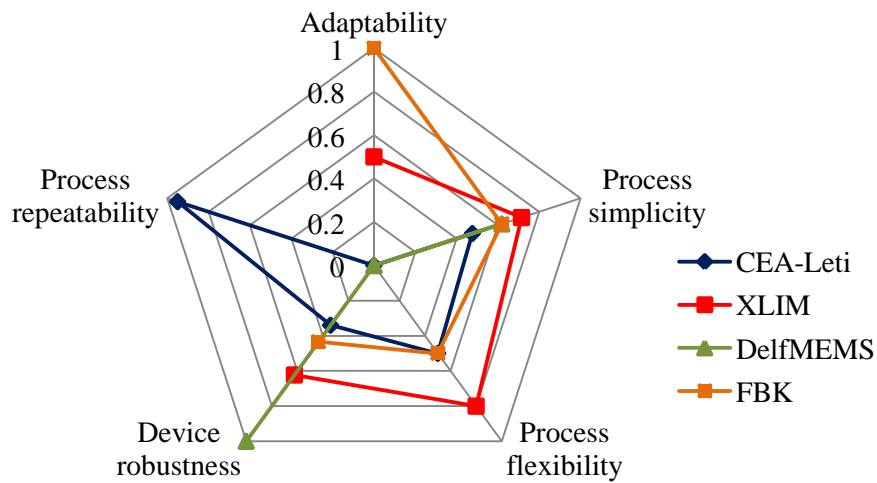 Adaptability
1
0.8
0.6
0.4
0.2
0
Process
repeatability
Process
simplicity
Device
robustness
Process
flexibility
CEA-Leti
XLIM
DelfMEMS
FBK